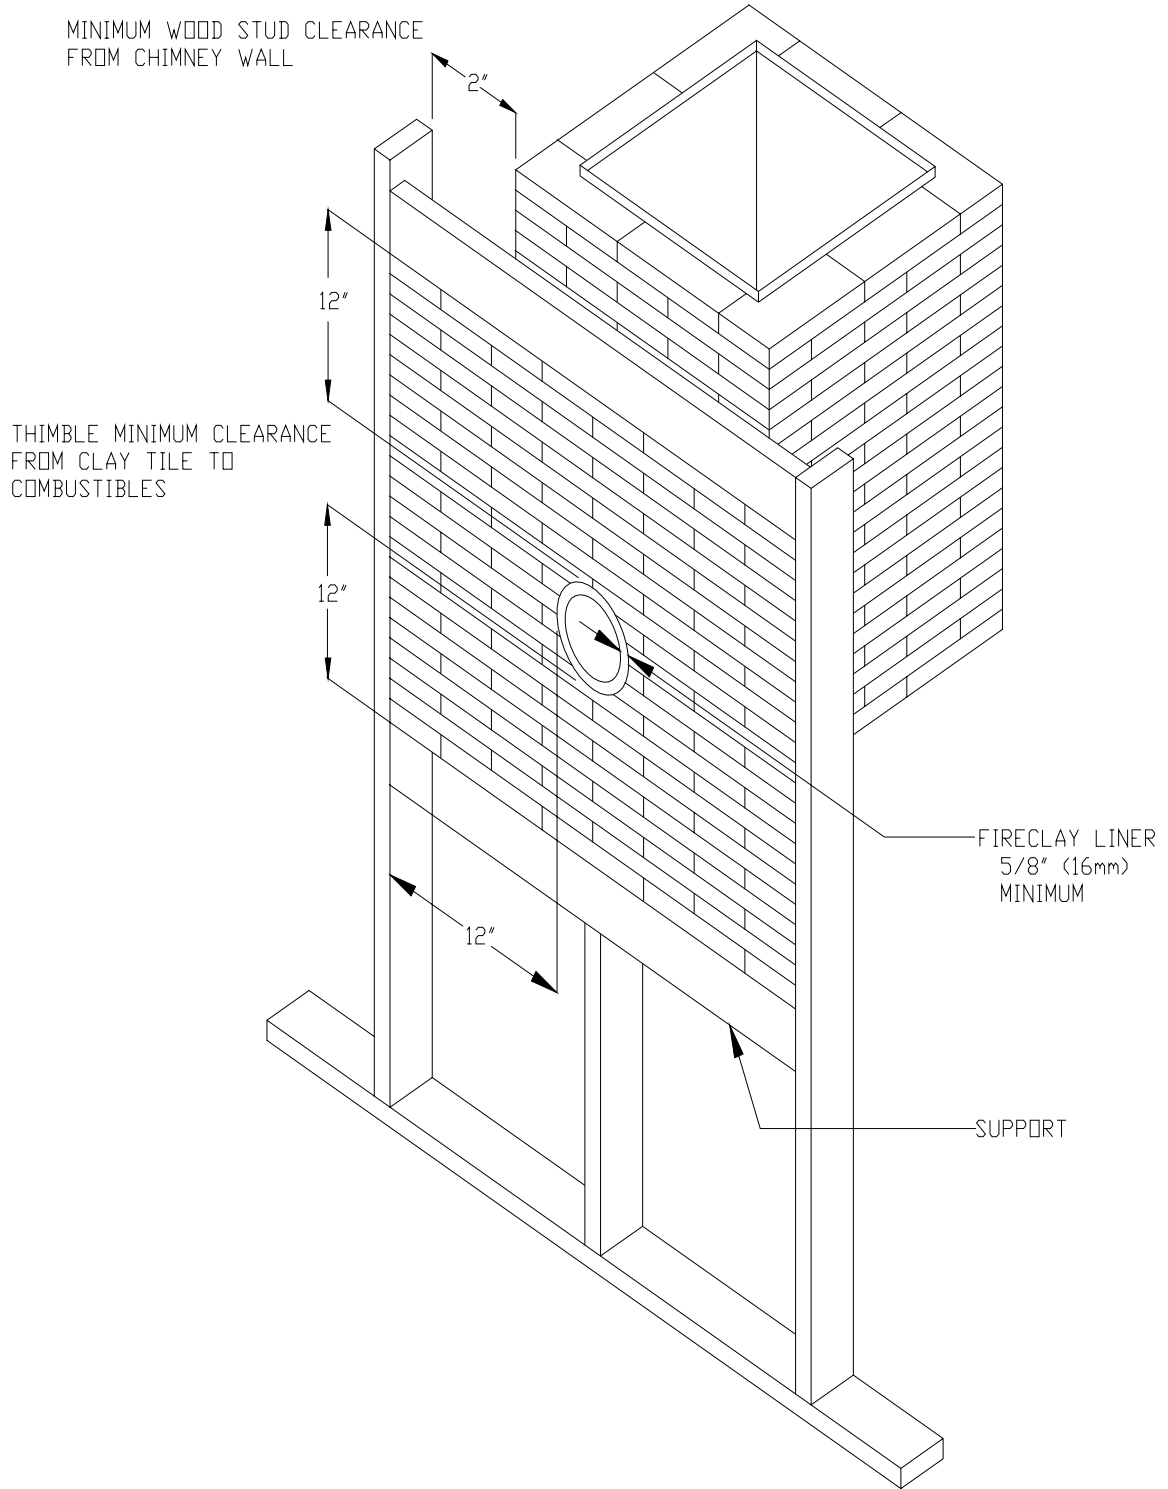 MINIMUM WOOD STUD CLEARANCE
FROM CHIMNEY WALL
2"
12"
THIMBLE MINIMUM CLEARANCE
FROM CLAY TILE TO
COMBUSTIBLES
12"
FIRECLAY LINER
5/8" (16mm)
MINIMUM
12"
SUPPORT